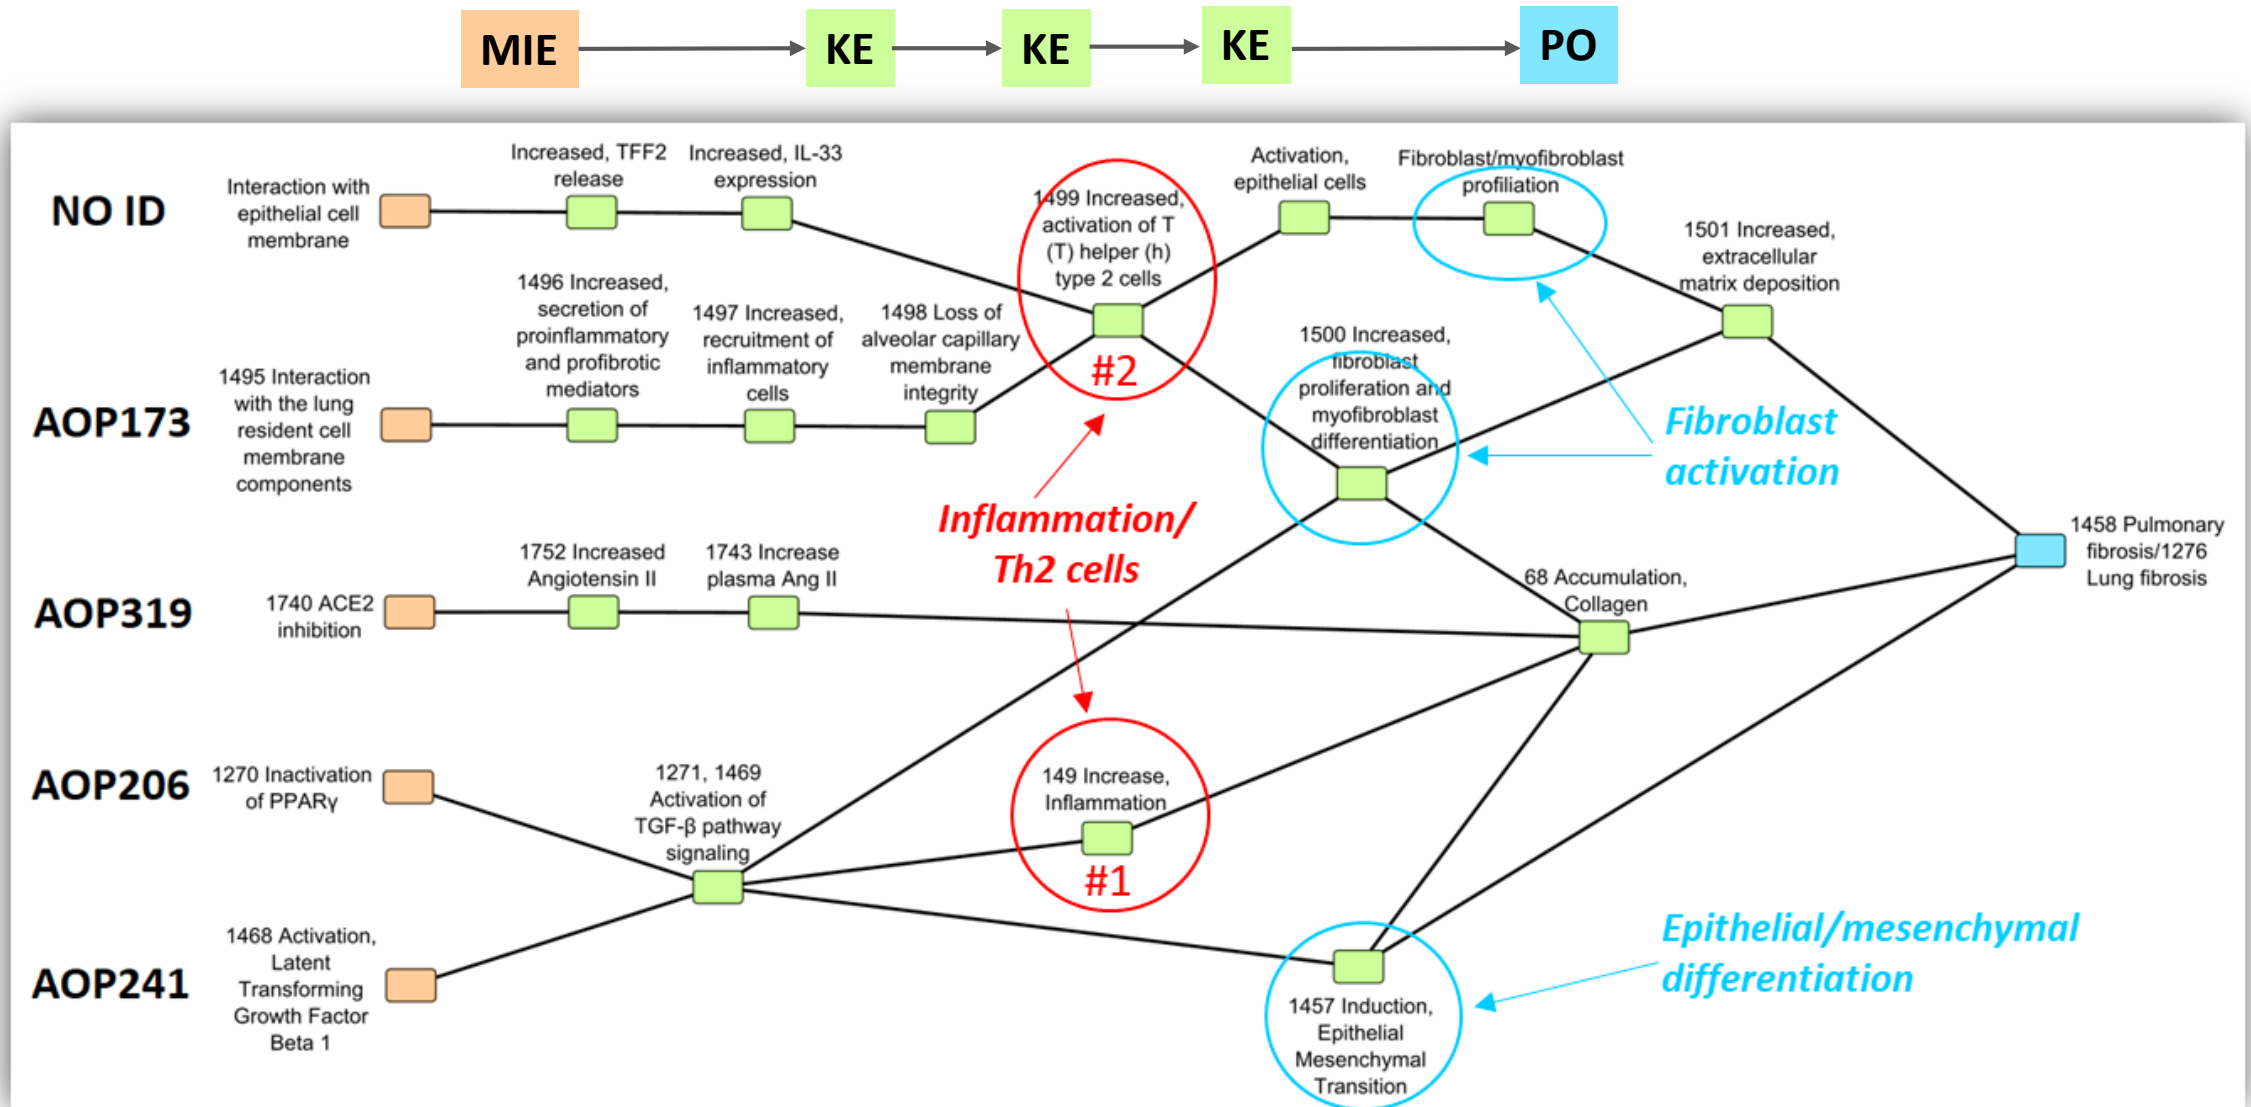 MIE
KE
KE
KE
PO
NO ID
Interaction with
epithelial cell
membrane
Increased, TFF2
release
Increased, IL-33
expression
1499 Increased,
activation of T
(T) helper (h)
type 2 cells
#2
Activation,
epithelial cells
Fibroblast/myofibroblast
profiliation
1501 Increased,
extracellular
matrix deposition
AOP173
1495 Interaction
with the lung
resident cell
membrane
components
1496 Increased,
secretion of
proinflammatory
and profibrotic
mediators
1497 Increased,
recruitment of
inflammatory
cells
1498 Loss of
alveolar capillary
membrane
integrity
1500 Increased,
fibroblast
proliferation and
myofibroblast
differentiation
Fibroblast
activation
Inflammation/
Th2 cells
AOP319
1740 ACE2
inhibition
1752 Increased
Angiotensin II
1743 Increase
plasma Ang II
68 Accumulation,
Collagen
1458 Pulmonary
fibrosis/1276
Lung fibrosis
AOP206
1270 Inactivation
of PPARγ
1271, 1469
Activation of
TGF-β pathway
signaling
149 Increase,
Inflammation
#1
AOP241
1468 Activation,
Latent
Transforming
Growth Factor
Beta 1
1457 Induction,
Epithelial
Mesenchymal
Transition
Epithelial/mesenchymal
differentiation